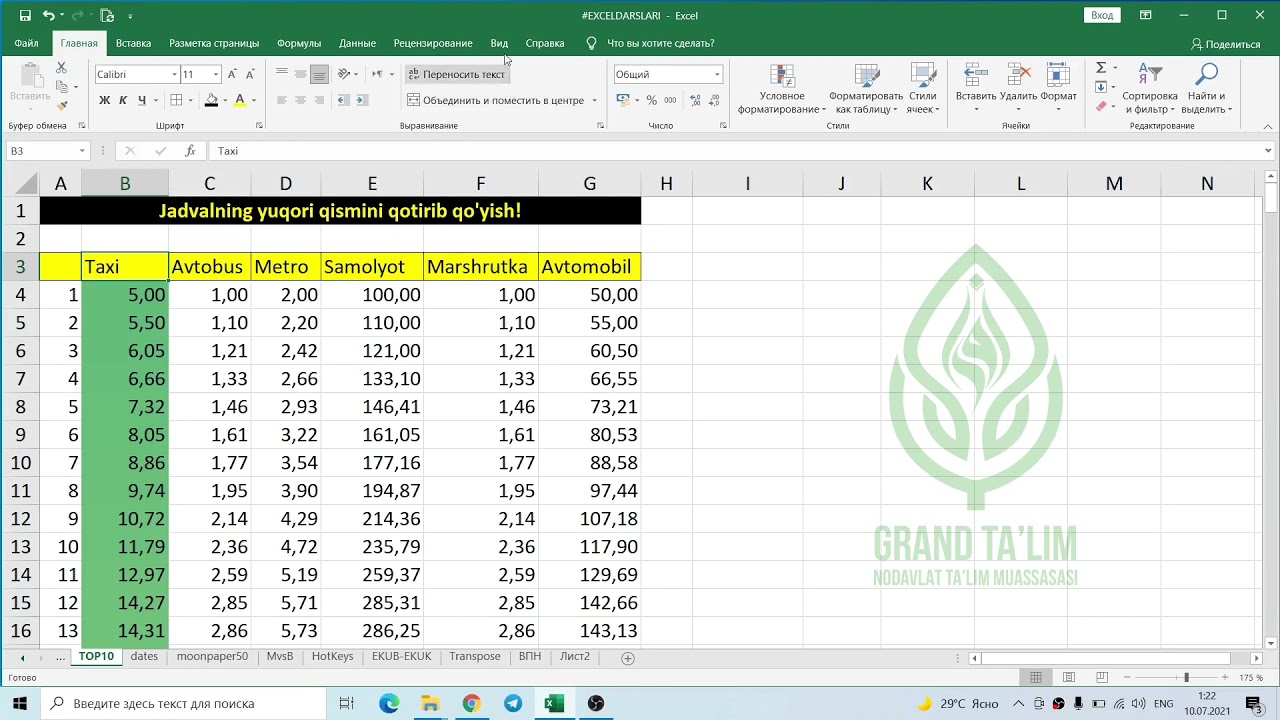 #EXCELDARSLARI - Excel
Вход
Файл Главная Вставка Разметка страницы Формулы Данные Рецензирование Вид Справка Что вы хотите сделать? Поделиться
Вставить
Calibri 11
Ж К Ч
Переносить текст
Объединить и поместить в центре
Общий
% 000
Условное форматирование
Форматировать как таблицу
Стили ячеек
Вставить Удалить Формат
Сортировка и фильтр
Найти и выделить
Буфер обмена Шрифт Выравнивание Число Стили Ячейки Редактирование
B3 fx Taxi
A B C D E F G H I J K L M N
1 Jadvalning yuqori qismini qotirib qo'yish!
2
3 Taxi Avtobus Metro Samolyot Marshrutka Avtomobil
4 1 5,00 1,00 2,00 100,00 1,00 50,00
5 2 5,50 1,10 2,20 110,00 1,10 55,00
6 3 6,05 1,21 2,42 121,00 1,21 60,50
7 4 6,66 1,33 2,66 133,10 1,33 66,55
8 5 7,32 1,46 2,93 146,41 1,46 73,21
9 6 8,05 1,61 3,22 161,05 1,61 80,53
10 7 8,86 1,77 3,54 177,16 1,77 88,58
11 8 9,74 1,95 3,90 194,87 1,95 97,44
12 9 10,72 2,14 4,29 214,36 2,14 107,18
13 10 11,79 2,36 4,72 235,79 2,36 117,90
14 11 12,97 2,59 5,19 259,37 2,59 129,69
15 12 14,27 2,85 5,71 285,31 2,85 142,66
16 13 14,31 2,86 5,73 286,25 2,86 143,13
GRAND TA’LIM
NODAVLAT TA’LIM MUASSASASI
... TOP10 dates moonpaper50 MvsB HotKeys EKUB-EKUK Transpose ВПН Лист2
Готово 175 %
Введите здесь текст для поиска
29°C Ясно
ENG
1:22
10.07.2021
3